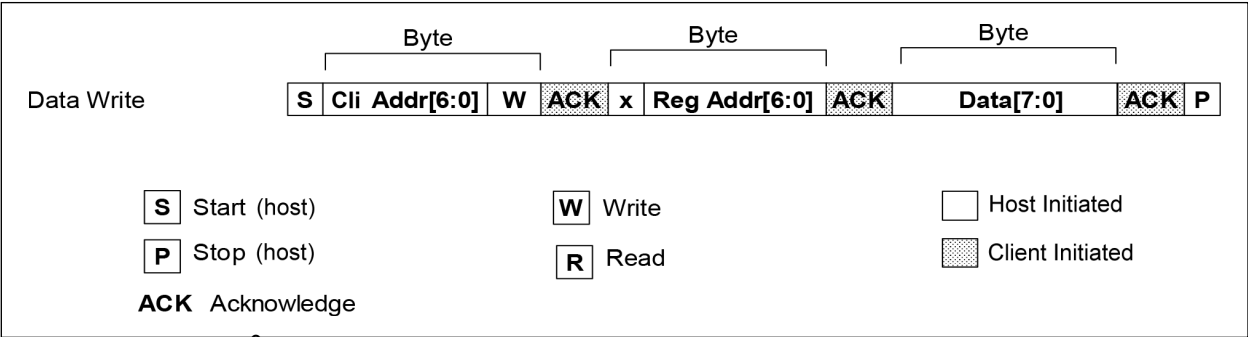 Byte Byte Byte
Data Write S Cli Addr[6:0] W ACK x Reg Addr[6:0] ACK Data[7:0] ACK P
S Start (host) W Write Host Initiated
P Stop (host) R Read Client Initiated
ACK Acknowledge